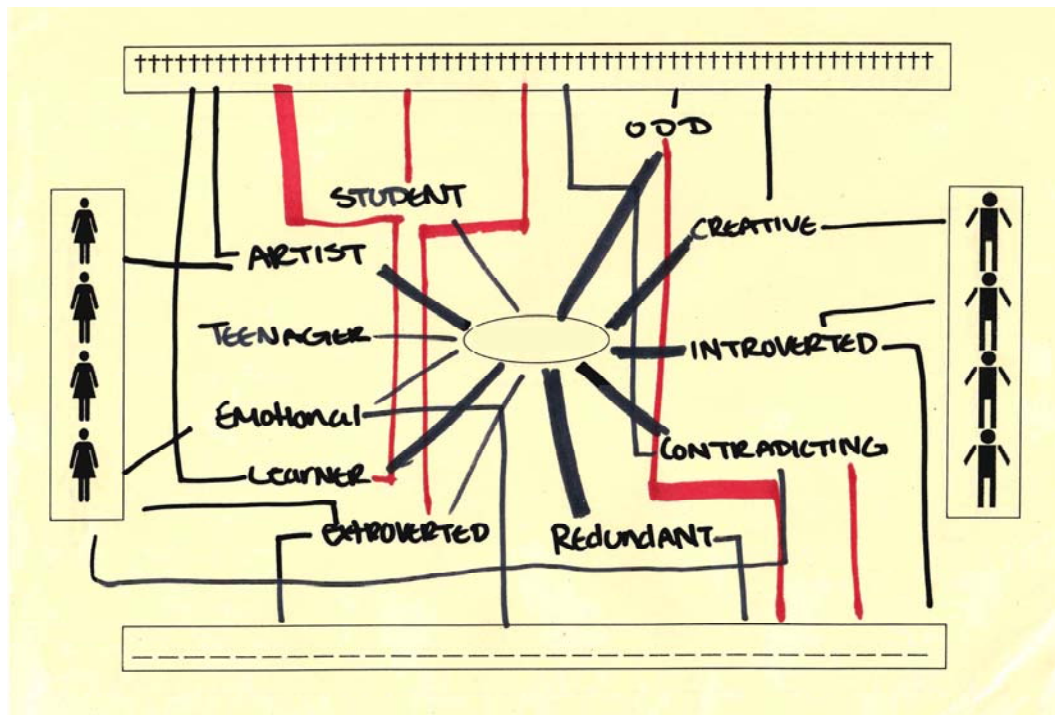 ODD
STUDENT
CREATIVE
ARTIST
TEENAGER
INTROVERTED
EMOTIONAL
CONTRADICTING
LEARNER
EXTROVERTED
REDUNDANT